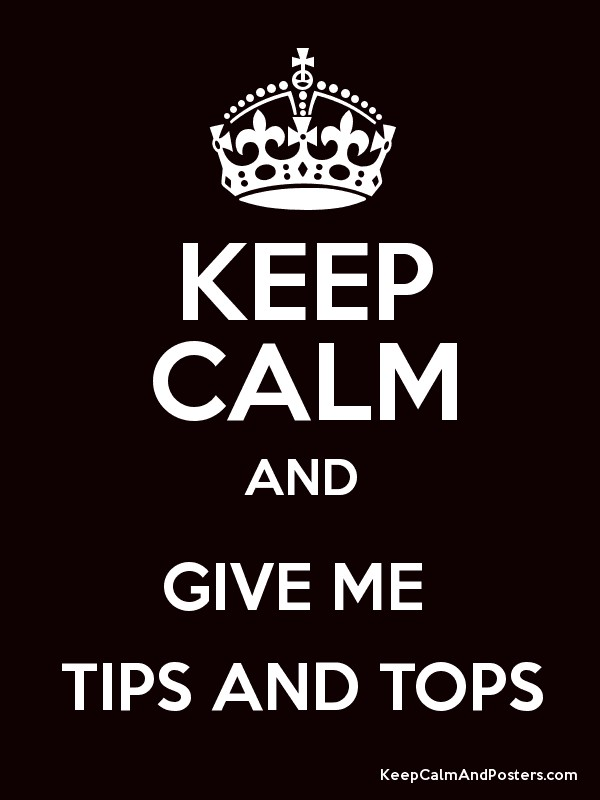 KEEP
CALM
AND
GIVE ME
TIPS AND TOPS
KeepCalmAndPosters.com